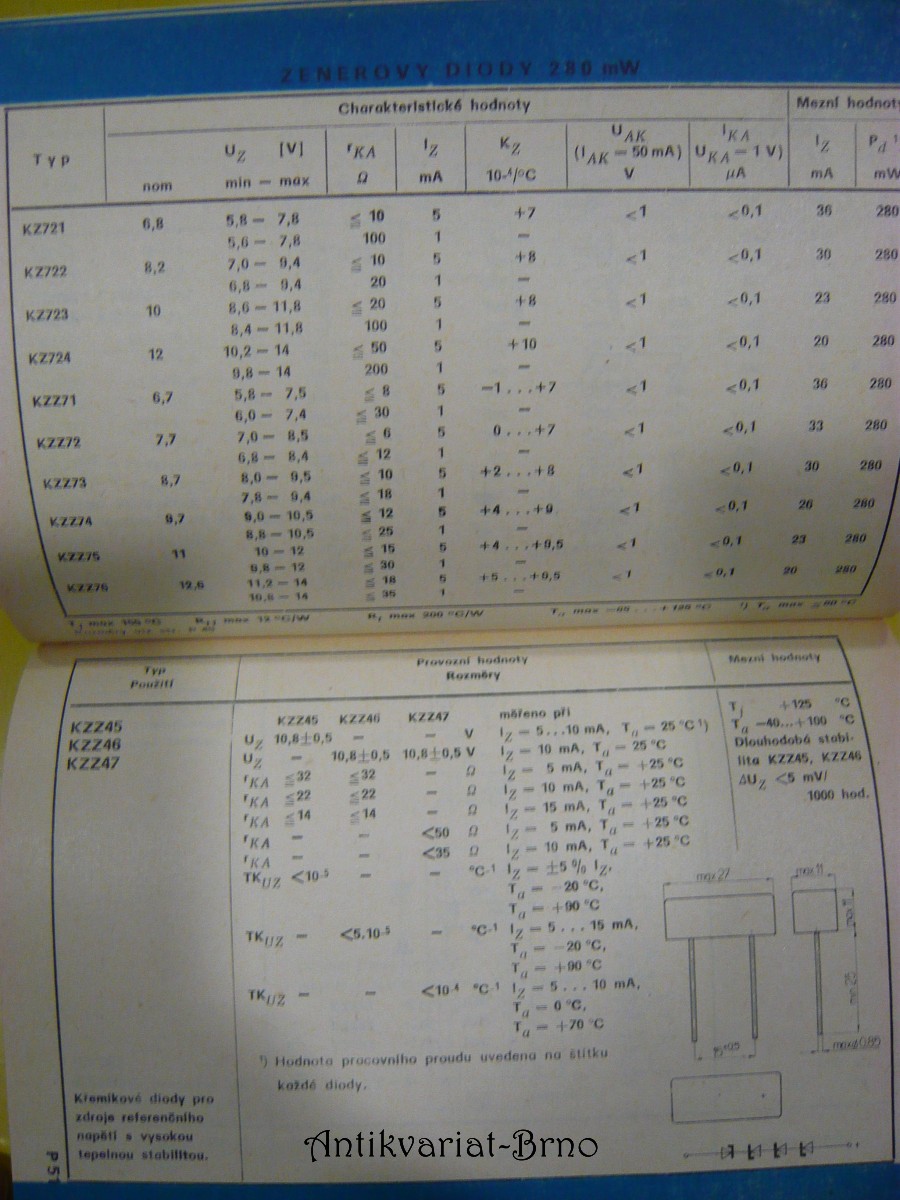 ZENEROVY DIODY 280 mW
Charakteristické hodnoty Mezní hodnoty
Typ U_Z [V] r_KA I_Z K_Z U_AK (I_AK = 50 mA) I_KA U_KA = 1 V) I_Z P_d
nom min — max Ω mA 10⁻⁴/°C V µA mA mW
KZ721 6,8 5,8 — 7,8 ≦ 10 5 +7 <1 <0,1 36 280
5,6 — 7,8 100 1 —
KZ722 8,2 7,0 — 9,4 ≦ 10 5 +8 <1 <0,1 30 280
6,8 — 9,4 20 1 —
KZ723 10 8,6 — 11,8 ≦ 20 5 +8 <1 <0,1 23 280
8,4 — 11,8 100 1 —
KZ724 12 10,2 — 14 ≦ 50 5 +10 <1 <0,1 20 280
9,8 — 14 200 1 —
KZZ71 6,7 5,8 — 7,5 ≦ 8 5 —1...+7 <1 <0,1 36 280
6,0 — 7,4 ≦ 30 1 —
KZZ72 7,7 7,0 — 8,5 ≦ 6 5 0...+7 <1 <0,1 33 280
6,8 — 8,4 ≦ 12 1 —
KZZ73 8,7 8,0 — 9,5 ≦ 10 5 +2...+8 <1 <0,1 30 280
7,8 — 9,4 ≦ 18 1 —
KZZ74 9,7 9,0 — 10,5 ≦ 12 5 +4...+9 <1 <0,1 26 280
8,8 — 10,5 ≦ 25 1 —
KZZ75 11 10 — 12 ≦ 15 5 +4...+9,5 <1 <0,1 23 280
9,8 — 12 ≦ 30 1 —
KZZ76 12,6 11,2 — 14 ≦ 18 5 +5...+9,5 <1 <0,1 20 280
10,8 — 14 ≦ 35 1 —
Typ Provozní hodnoty Mezní hodnoty
Použití Rozměry
KZZ45
KZZ46
KZZ47
KZZ45 KZZ46 KZZ47 měřeno při
U_Z 10,8±0,5 — — V I_Z = 5...10 mA, T_a = 25 °C¹)
U_Z — 10,8±0,5 10,8±0,5 V I_Z = 10 mA, T_a = 25 °C
r_KA ≦32 ≦32 — Ω I_Z = 5 mA, T_a = +25 °C
r_KA ≦22 ≦22 — Ω I_Z = 10 mA, T_a = +25 °C
r_KA ≦14 ≦14 — Ω I_Z = 15 mA, T_a = +25 °C
r_KA — — <50 Ω I_Z = 5 mA, T_a = +25 °C
r_KA — — <35 Ω I_Z = 10 mA, T_a = +25 °C
TK_UZ <10⁻⁵ — — °C⁻¹ I_Z = ±5 % I_Z,
T_a = —20 °C,
T_a = +90 °C
TK_UZ — <5.10⁻⁵ — °C⁻¹ I_Z = 5...15 mA,
T_a = —20 °C,
T_a = +90 °C
TK_UZ — — <10⁻⁴ °C⁻¹ I_Z = 5...10 mA,
T_a = 0 °C,
T_a = +70 °C
¹) Hodnota pracovního proudu uvedena na štítku
každé diody.
T_j +125 °C
T_a —40...+100 °C
Dlouhodobá stabi-
lita KZZ45, KZZ46
ΔU_Z <5 mV/
1000 hod.
max 27 max 11
max 11
min 25
15⁺⁰·⁵ max ø 0,85
Křemíkové diody pro
zdroje referenčního
napětí s vysokou
tepelnou stabilitou.
Antikvariat-Brno